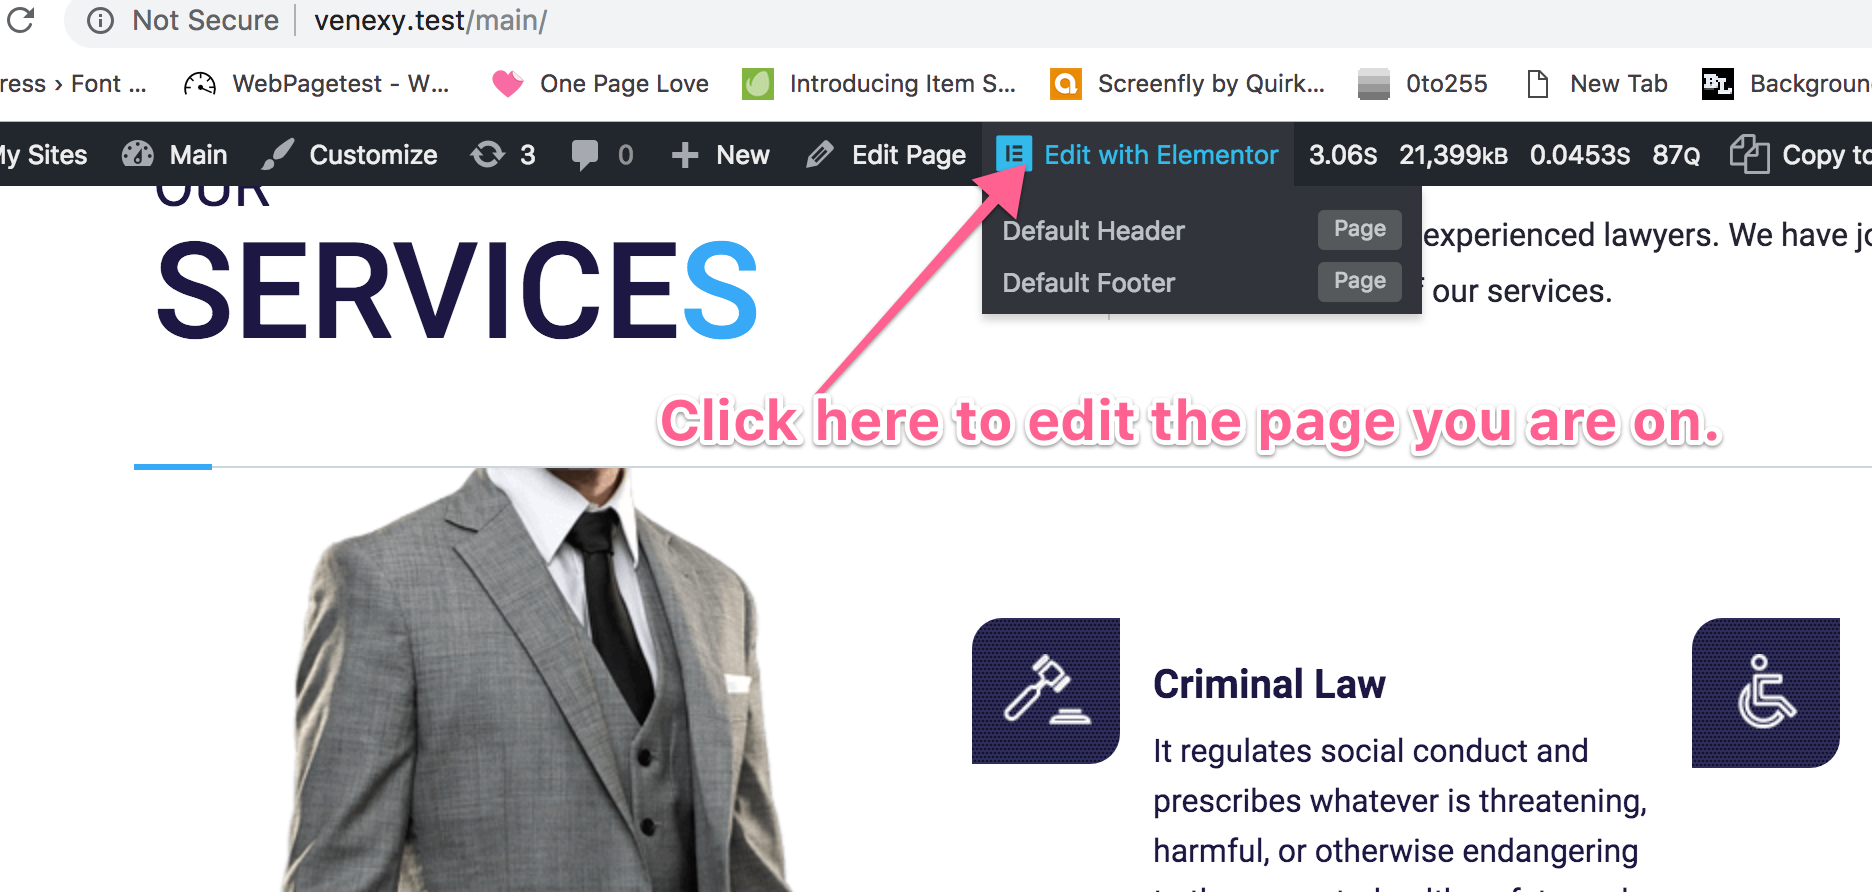 Not Secure venexy.test/main/
ress › Font ... WebPagetest - W... One Page Love Introducing Item S... Screenfly by Quirk... 0to255 New Tab BL Backgroun
My Sites Main Customize 3 0 New Edit Page Edit with Elementor 3.06S 21,399KB 0.0453S 87Q Copy to
OUR
SERVICES
Default Header Page
Default Footer Page
experienced lawyers. We have jo
our services.
Click here to edit the page you are on.
Criminal Law
It regulates social conduct and
prescribes whatever is threatening,
harmful, or otherwise endangering